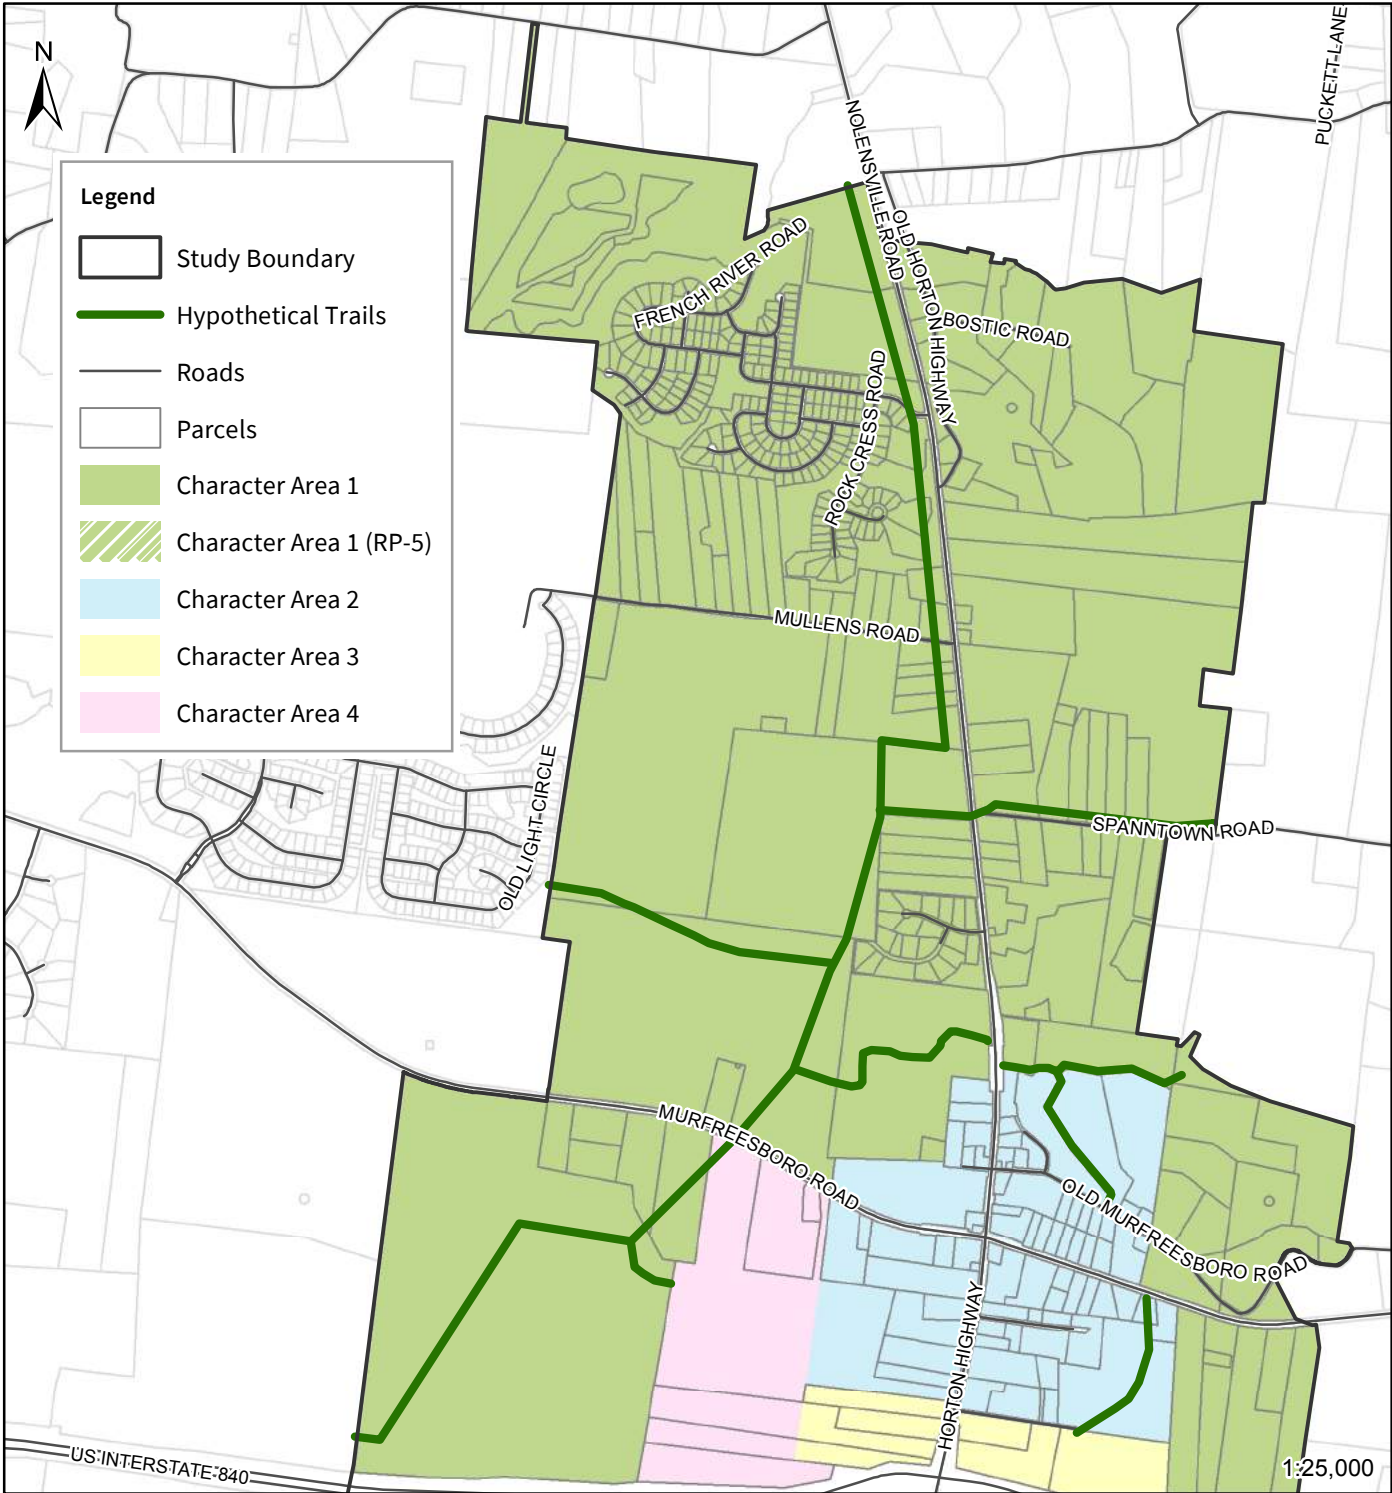 PUCKETT LANE
N
NOLENSVILLE ROAD
Legend
Study Boundary
Hypothetical Trails
Roads
Parcels
Character Area 1
Character Area 1 (RP-5)
Character Area 2
Character Area 3
Character Area 4
OLD HORTON HIGHWAY
FRENCH RIVER ROAD
BOSTIC ROAD
ROCK CRESS ROAD
MULLENS ROAD
OLD LIGHT CIRCLE
SPANNTOWN ROAD
MURFREESBORO ROAD
OLD MURFREESBORO ROAD
HORTON HIGHWAY
US INTERSTATE 840
1:25,000